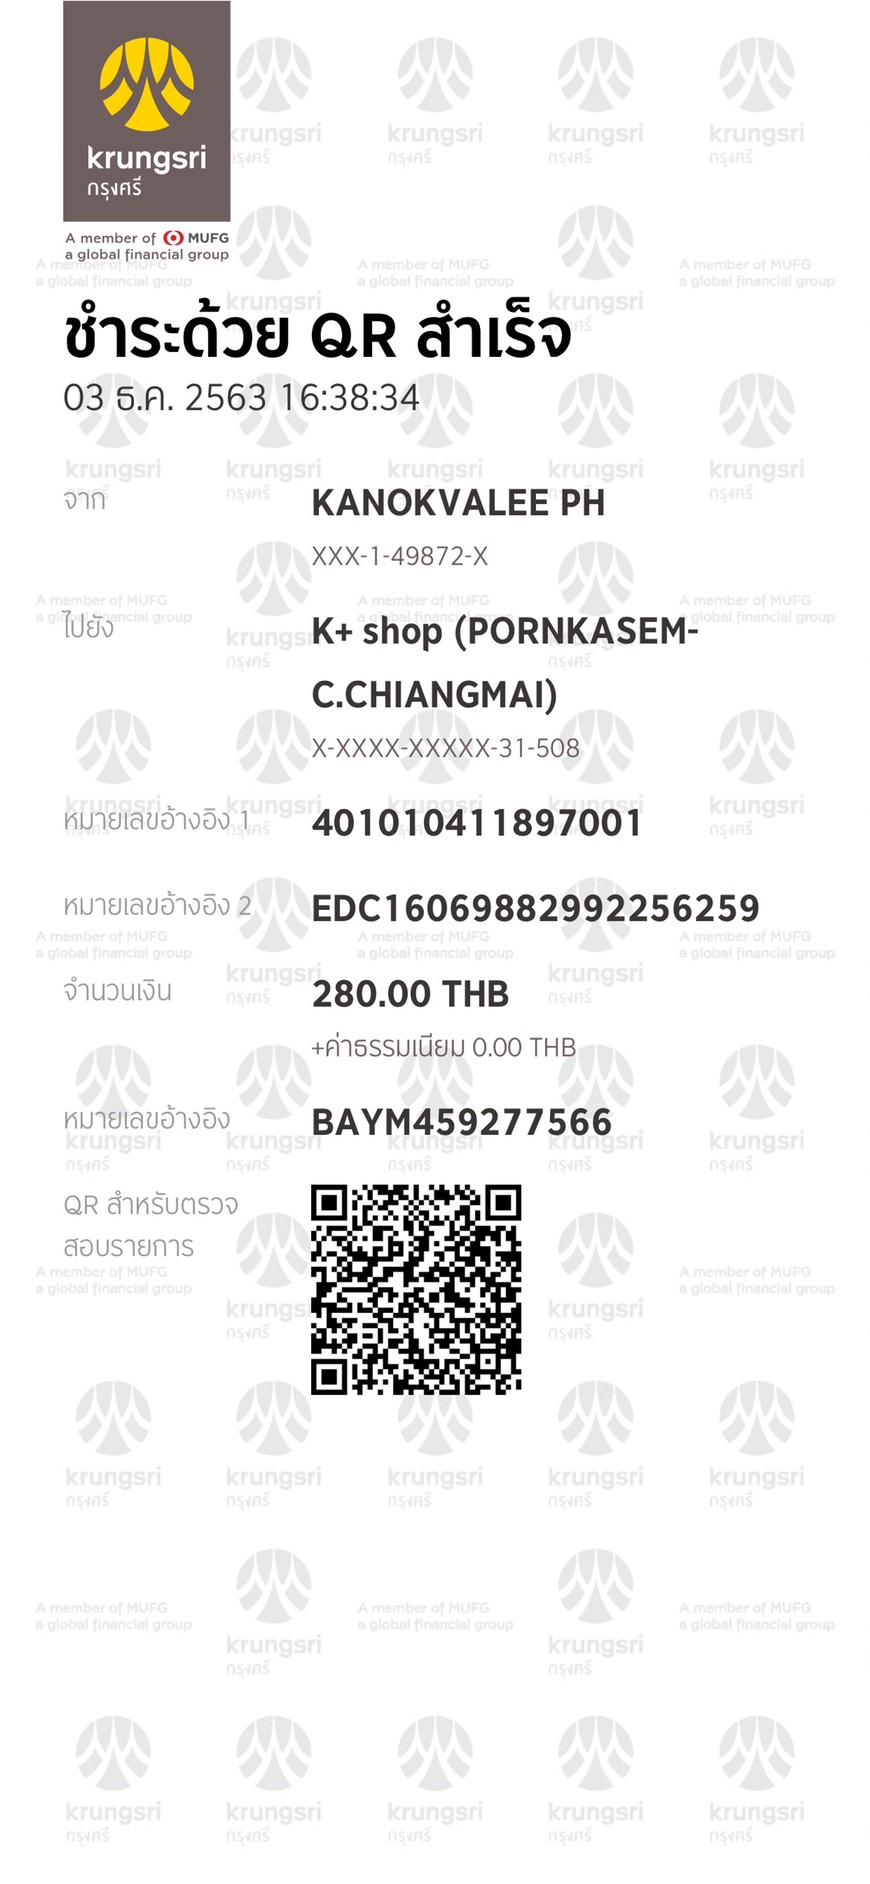 krungsri
กรุงศรี
A member of MUFG
a global financial group
ชำระด้วย QR สำเร็จ
03 ธ.ค. 2563 16:38:34
จาก
KANOKVALEE PH
XXX-1-49872-X
ไปยัง
K+ shop (PORNKASEM-
C.CHIANGMAI)
X-XXXX-XXXXX-31-508
หมายเลขอ้างอิง 1
401010411897001
หมายเลขอ้างอิง 2
EDC16069882992256259
จำนวนเงิน
280.00 THB
+ค่าธรรมเนียม 0.00 THB
หมายเลขอ้างอิง
BAYM459277566
QR สำหรับตรวจ
สอบรายการ